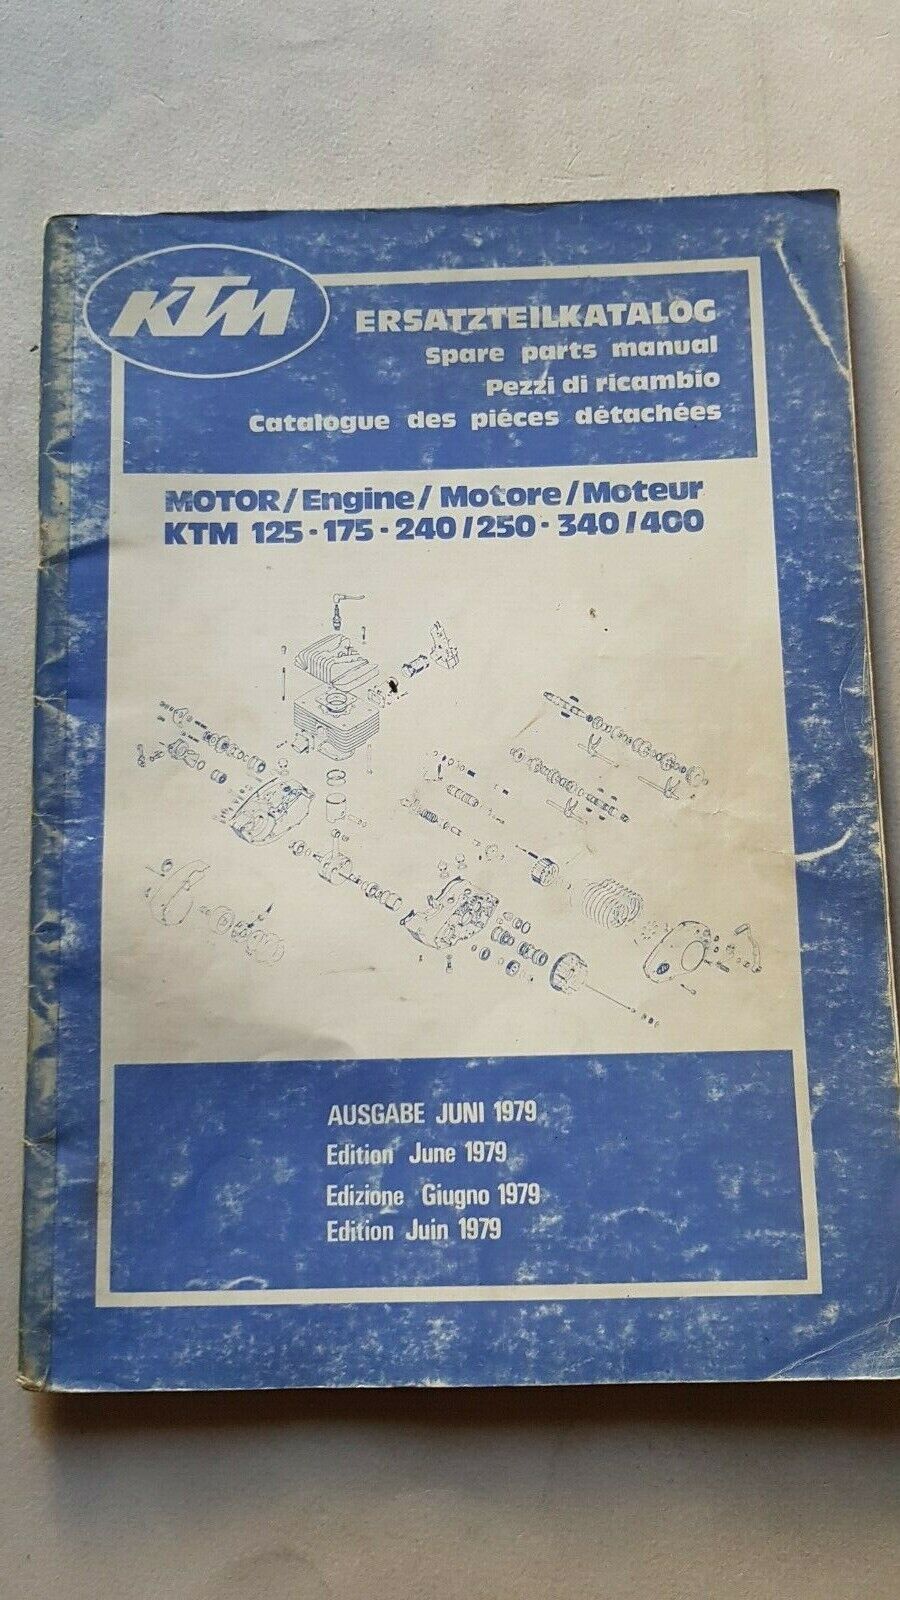 KTM
ERSATZTEILKATALOG
Spare parts manual
Pezzi di ricambio
Catalogue des piéces détachées
MOTOR/Engine/Motore/Moteur
KTM 125-175-240/250-340/400
AUSGABE JUNI 1979
Edition June 1979
Edizione Giugno 1979
Edition Juin 1979